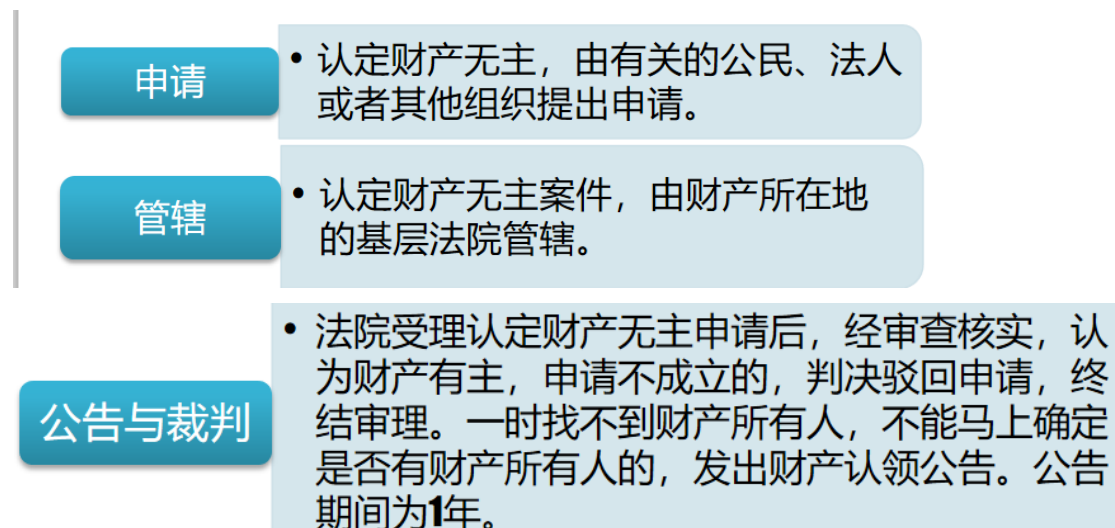 申请
• 认定财产无主，由有关的公民、法人
或者其他组织提出申请。
管辖
• 认定财产无主案件，由财产所在地
的基层法院管辖。
公告与裁判
• 法院受理认定财产无主申请后，经审查核实，认
为财产有主，申请不成立的，判决驳回申请，终
结审理。一时找不到财产所有人，不能马上确定
是否有财产所有人的，发出财产认领公告。公告
期间为1年。